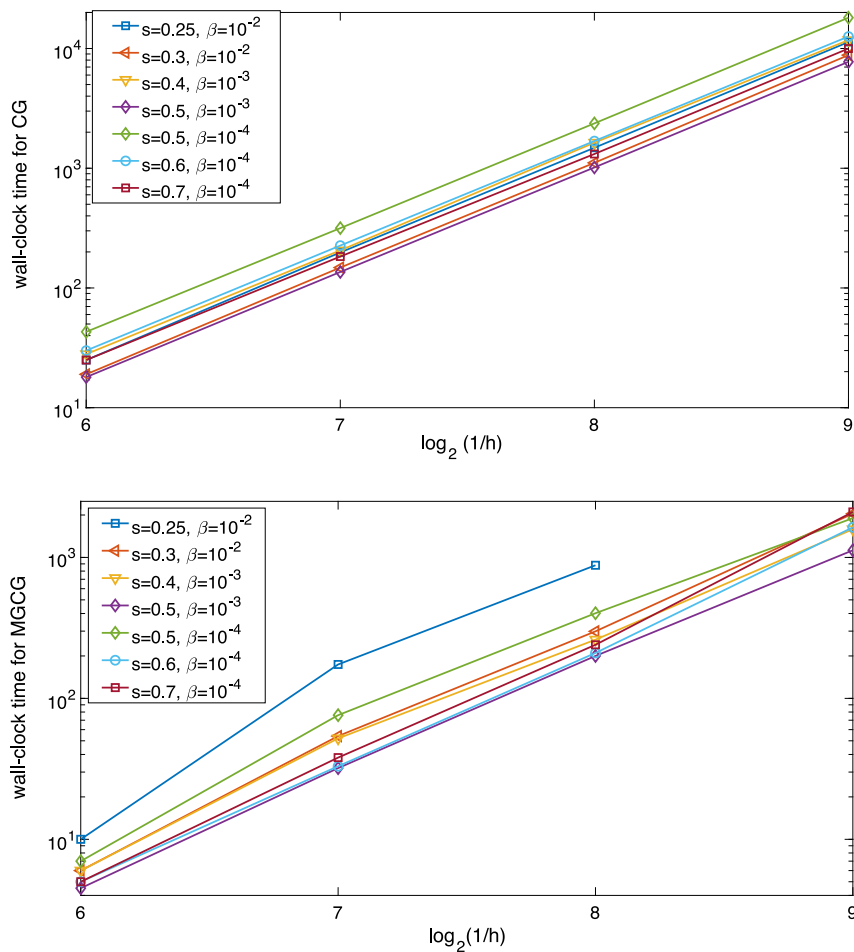 wall-clock time for CG
10^4
10^3
10^2
10^1
s=0.25, β=10^-2
s=0.3, β=10^-2
s=0.4, β=10^-3
s=0.5, β=10^-3
s=0.5, β=10^-4
s=0.6, β=10^-4
s=0.7, β=10^-4
6 7 8 9
log_2 (1/h)
wall-clock time for MGCG
10^3
10^2
10^1
s=0.25, β=10^-2
s=0.3, β=10^-2
s=0.4, β=10^-3
s=0.5, β=10^-3
s=0.5, β=10^-4
s=0.6, β=10^-4
s=0.7, β=10^-4
6 7 8 9
log_2(1/h)